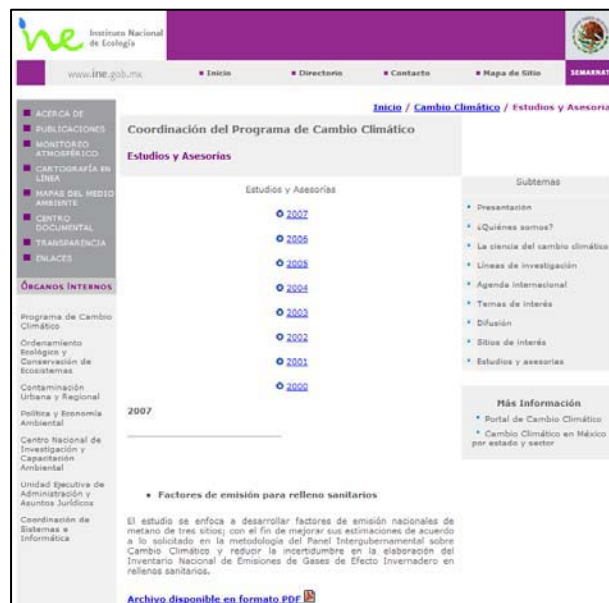 ine Instituto Nacional
de Ecología
www.ine.gob.mx
Inicio
Directorio
Contacto
Mapa de Sitio
SEMARNAT
Inicio / Cambio Climático / Estudios y Asesoría
ACERCA DE
PUBLICACIONES
MONITOREO
ATMOSFÉRICO
CARTOGRAFÍA EN
LÍNEA
MAPAS DEL MEDIO
AMBIENTE
CENTRO
DOCUMENTAL
TRANSPARENCIA
ENLACES
ÓRGANOS INTERNOS
Programa de Cambio
Climático
Ordenamiento
Ecológico y
Conservación de
Ecosistemas
Contaminación
Urbana y Regional
Política y Economía
Ambiental
Centro Nacional de
Investigación y
Capacitación
Ambiental
Unidad Ejecutiva de
Administración y
Asuntos Jurídicos
Coordinación de
Sistemas e
Informática
Coordinación del Programa de Cambio Climático
Estudios y Asesorías
Estudios y Asesorías
2007
2006
2005
2004
2003
2002
2001
2000
2007
• Factores de emisión para relleno sanitarios
El estudio se enfoca a desarrollar factores de emisión nacionales de
metano de tres sitios; con el fin de mejorar sus estimaciones de acuerdo
a lo solicitado en la metodología del Panel Intergubernamental sobre
Cambio Climático y reducir la incertidumbre en la elaboración del
Inventario Nacional de Emisiones de Gases de Efecto Invernadero en
rellenos sanitarios.
Archivo disponible en formato PDF
Subtemas
• Presentación
• ¿Quiénes somos?
• La ciencia del cambio climático
• Líneas de investigación
• Agenda internacional
• Temas de interés
• Difusión
• Sitios de interés
• Estudios y asesorías
Más Información
• Portal de Cambio Climático
• Cambio Climático en México
por estado y sector